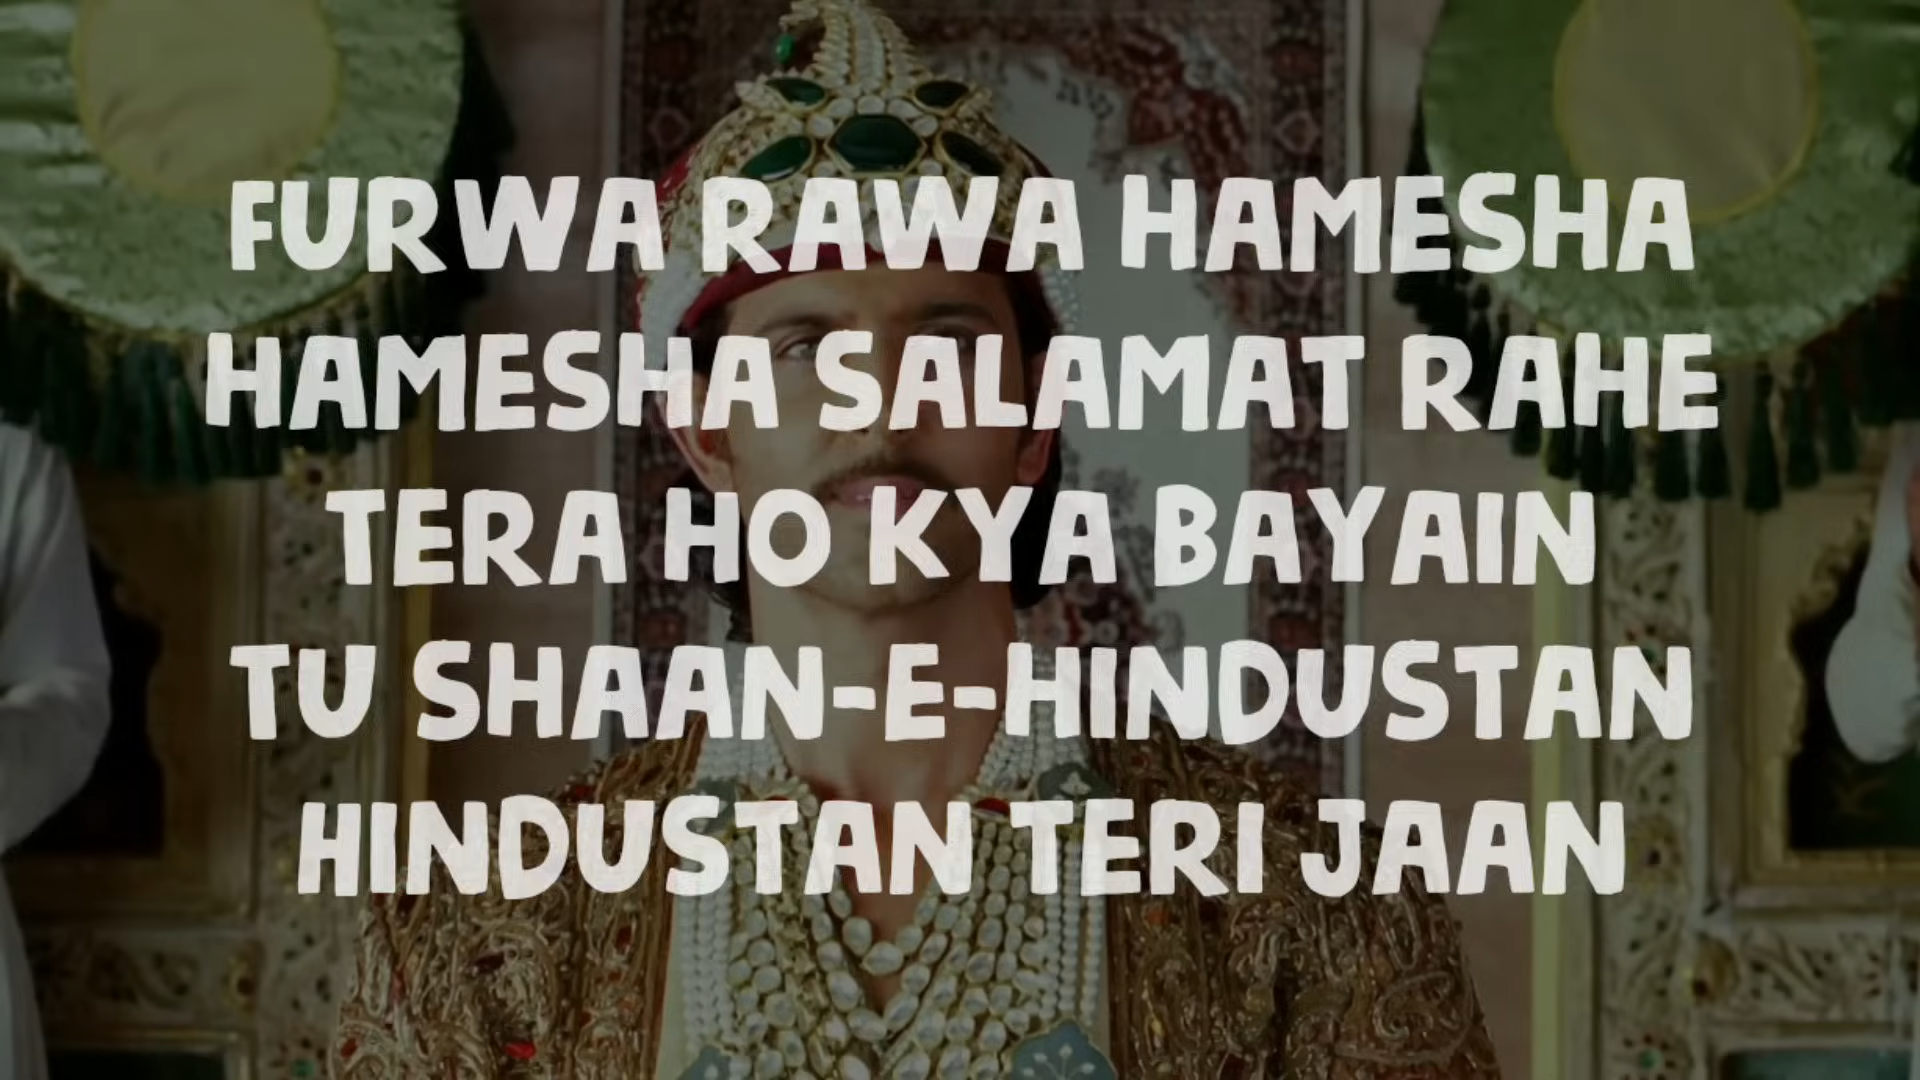 FURWA RAWA HAMESHA
HAMESHA SALAMAT RAHE
TERA HO KYA BAYAIN
TU SHAAN-E-HINDUSTAN
HINDUSTAN TERI JAAN